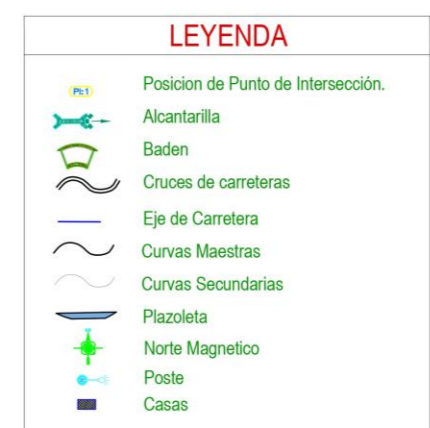 LEYENDA
PI:1 Posicion de Punto de Intersección.
Alcantarilla
Baden
Cruces de carreteras
Eje de Carretera
Curvas Maestras
Curvas Secundarias
Plazoleta
Norte Magnetico
Poste
Casas